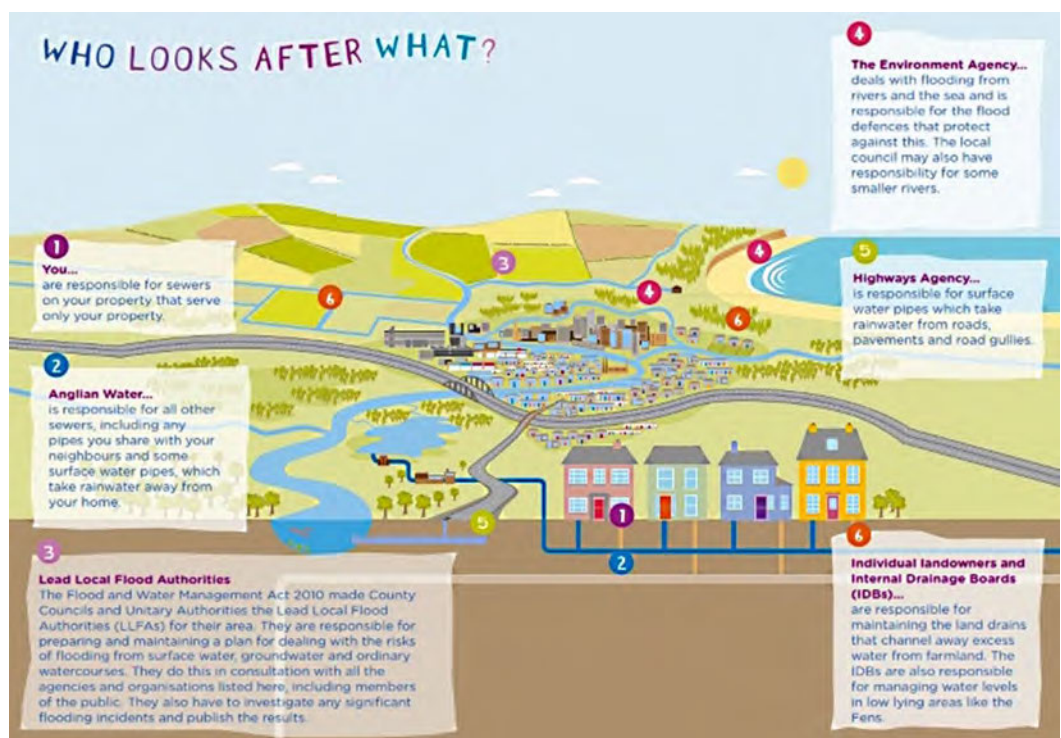 WHO LOOKS AFTER WHAT?
1
You...
are responsible for sewers
on your property that serve
only your property.
2
Anglian Water...
is responsible for all other
sewers, including any
pipes you share with your
neighbours and some
surface water pipes, which
take rainwater away from
your home.
3
Lead Local Flood Authorities
The Flood and Water Management Act 2010 made County
Councils and Unitary Authorities the Lead Local Flood
Authorities (LLFAs) for their area. They are responsible for
preparing and maintaining a plan for dealing with the risks
of flooding from surface water, groundwater and ordinary
watercourses. They do this in consultation with all the
agencies and organisations listed here, including members
of the public. They also have to investigate any significant
flooding incidents and publish the results.
4
The Environment Agency...
deals with flooding from
rivers and the sea and is
responsible for the flood
defences that protect
against this. The local
council may also have
responsibility for some
smaller rivers.
5
Highways Agency...
is responsible for surface
water pipes which take
rainwater from roads,
pavements and road gullies.
6
Individual landowners and
Internal Drainage Boards
(IDBs)...
are responsible for
maintaining the land drains
that channel away excess
water from farmland. The
IDBs are also responsible
for managing water levels
in low lying areas like the
Fens.
3
4
6
4
6
5
1
2